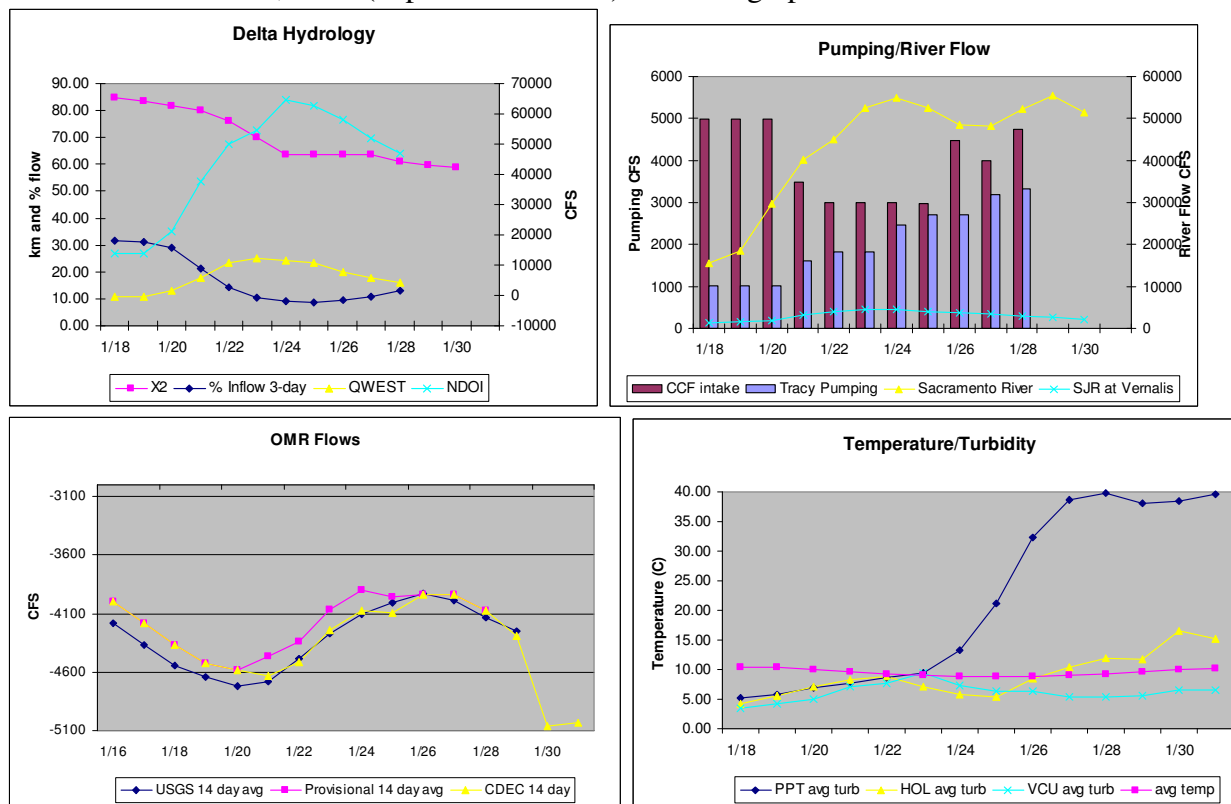 Delta Hydrology
km and % flow
90.00
80.00
70.00
60.00
50.00
40.00
30.00
20.00
10.00
0.00
70000
60000
50000
40000
30000
20000
10000
0
-10000
CFS
1/18 1/20 1/22 1/24 1/26 1/28 1/30
X2 % Inflow 3-day QWEST NDOI
Pumping/River Flow
Pumping CFS
6000
5000
4000
3000
2000
1000
0
60000
50000
40000
30000
20000
10000
0
River Flow CFS
1/18 1/20 1/22 1/24 1/26 1/28 1/30
CCF intake Tracy Pumping Sacramento River SJR at Vernalis
OMR Flows
CFS
-3100
-3600
-4100
-4600
-5100
1/16 1/18 1/20 1/22 1/24 1/26 1/28 1/30
USGS 14 day avg Provisional 14 day avg CDEC 14 day
Temperature/Turbidity
Temperature (C)
40.00
35.00
30.00
25.00
20.00
15.00
10.00
5.00
0.00
1/18 1/20 1/22 1/24 1/26 1/28 1/30
PPT avg turb HOL avg turb VCU avg turb avg temp